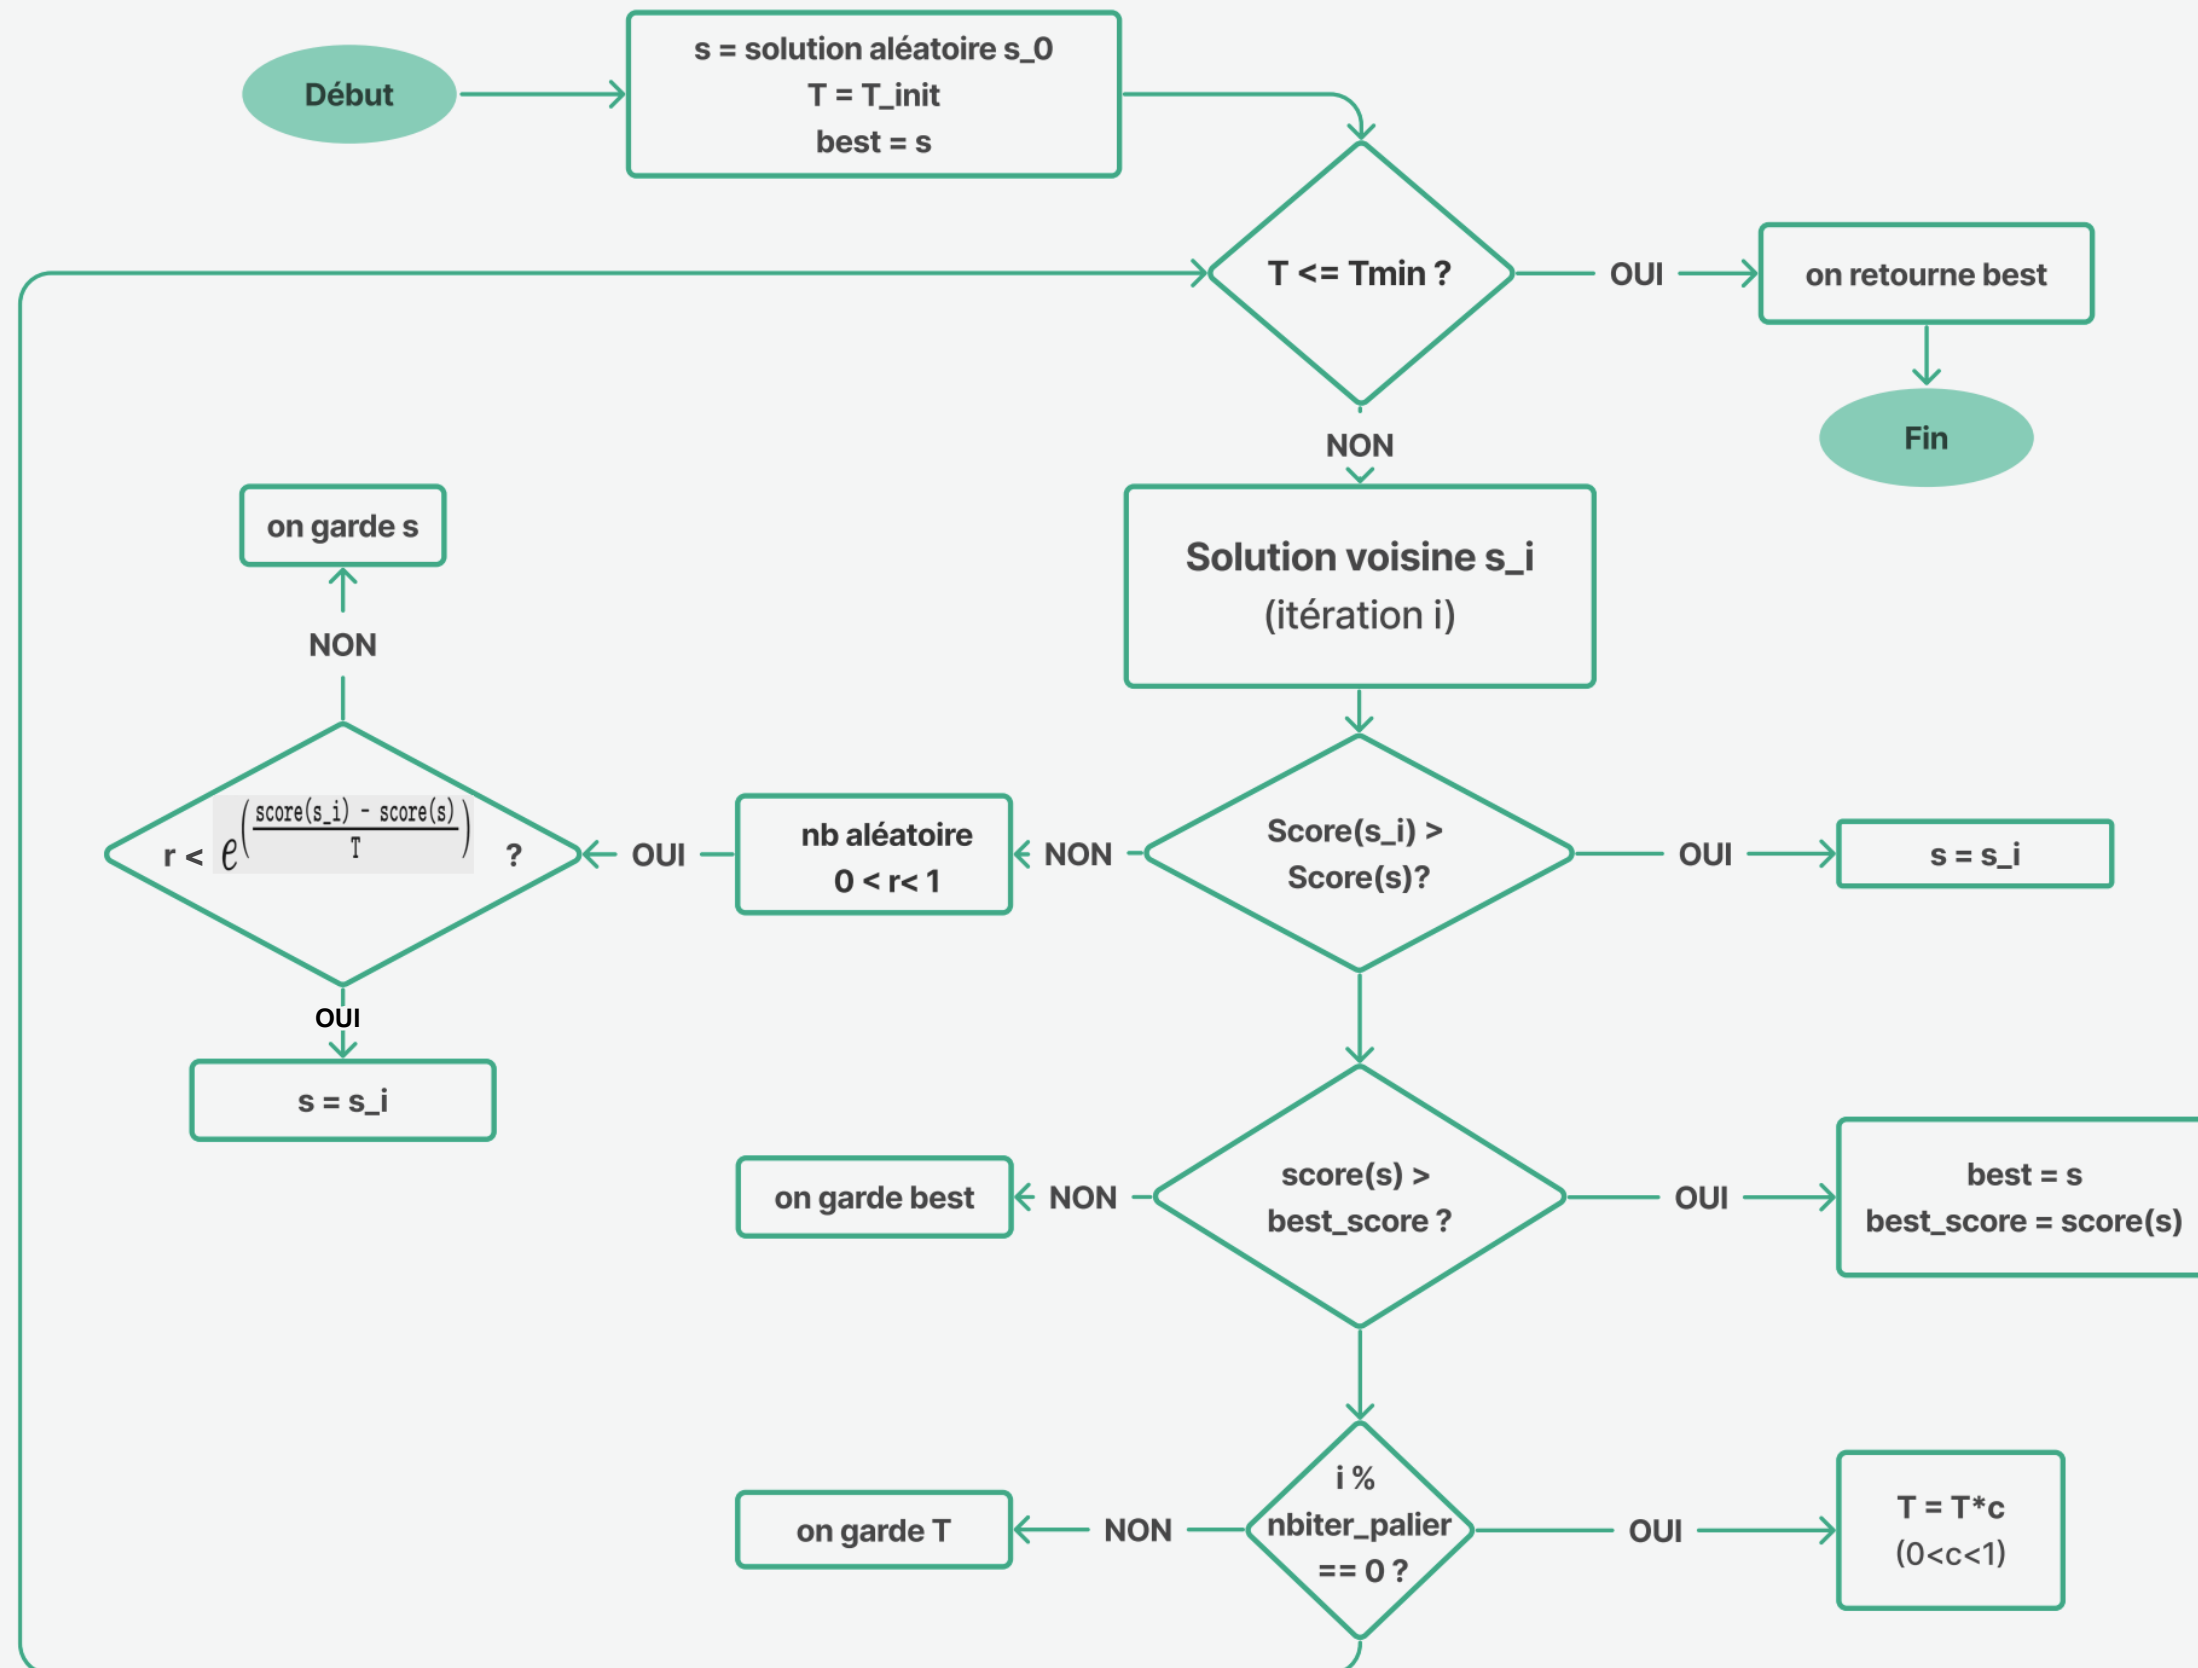 Début
s = solution aléatoire s_0
T = T_init
best = s
T <= Tmin ?
OUI
on retourne best
Fin
NON
Solution voisine s_i
(itération i)
Score(s_i) >
Score(s)?
OUI
s = s_i
NON
nb aléatoire
0 < r< 1
OUI
r < e^((score(s_i) - score(s))/T) ?
NON
on garde s
OUI
s = s_i
score(s) >
best_score ?
OUI
best = s
best_score = score(s)
NON
on garde best
i %
nbiter_palier
== 0 ?
OUI
T = T*c
(0<c<1)
NON
on garde T